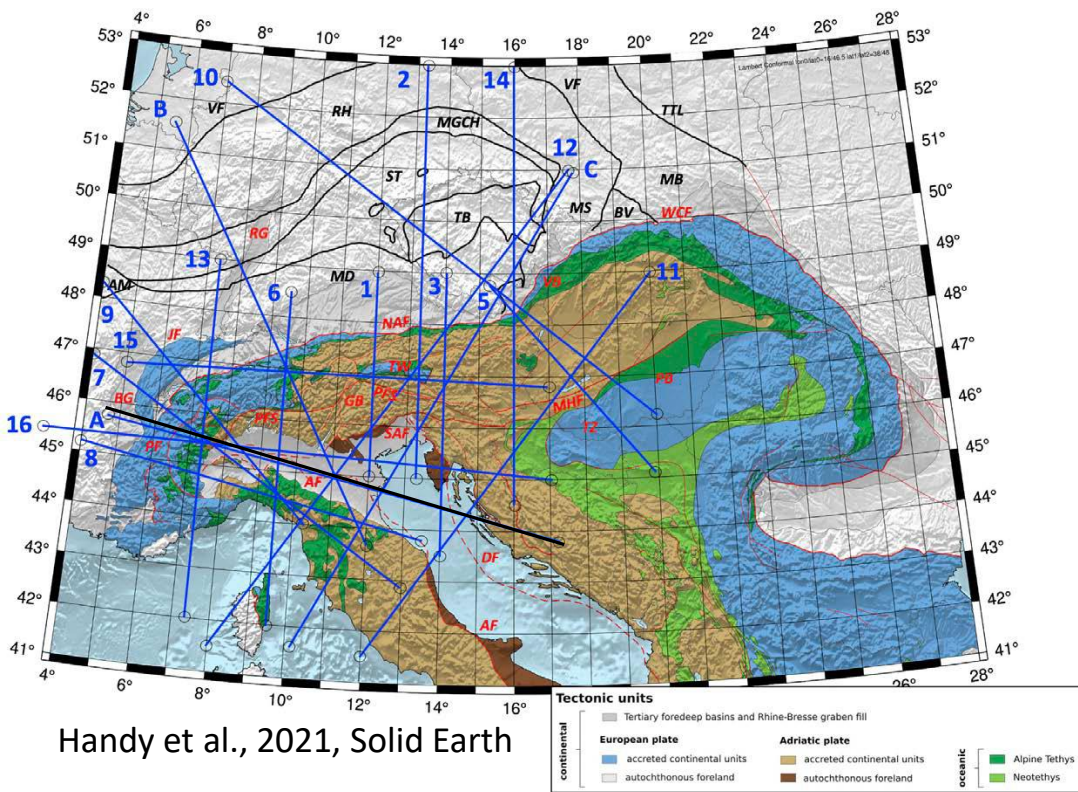 4° 6° 8° 10° 12° 14° 16° 18° 20° 22° 24° 26° 28°
53° 53°
52° 52°
51° 51°
50° 50°
49° 49°
48° 48°
47° 47°
46° 46°
45° 45°
44° 44°
43° 43°
42° 42°
41° 41°
10 2 14
VF RH VF TTL
B MGCH
12
C
ST MB
TB MS BV WCF
RG
13
AM MD 11
6 1 3 5 VB
9 NAF
JF
15
TW
7 PFS PB
BG GB MHF
A PFS TZ
16 SAF
PF
8 AF
DF
AF
4° 6° 8° 10° 12° 14° 16° 26° 28°
Handy et al., 2021, Solid Earth
Tectonic units
continental
Tertiary foredeep basins and Rhine-Bresse graben fill
European plate
accreted continental units
autochthonous foreland
Adriatic plate
accreted continental units
autochthonous foreland
oceanic
Alpine Tethys
Neotethys